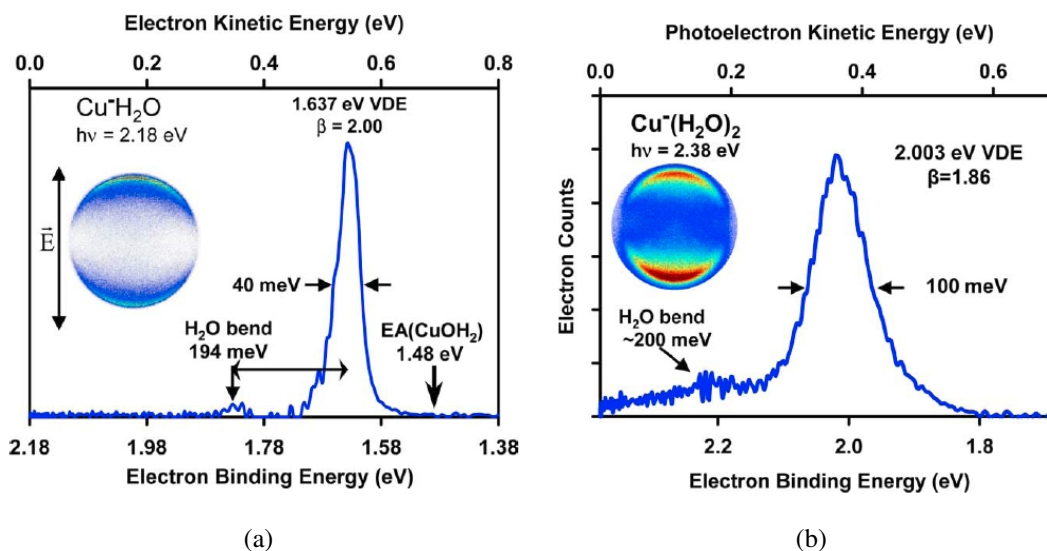 Electron Kinetic Energy (eV)
0.0 0.2 0.4 0.6 0.8
Cu⁻H₂O
hν = 2.18 eV
1.637 eV VDE
β = 2.00
E
40 meV
H₂O bend
194 meV
EA(CuOH₂)
1.48 eV
2.18 1.98 1.78 1.58 1.38
Electron Binding Energy (eV)
(a)
Photoelectron Kinetic Energy (eV)
0.0 0.2 0.4 0.6
Cu⁻(H₂O)₂
hν = 2.38 eV
2.003 eV VDE
β=1.86
Electron Counts
100 meV
H₂O bend
~200 meV
2.2 2.0 1.8
Electron Binding Energy (eV)
(b)